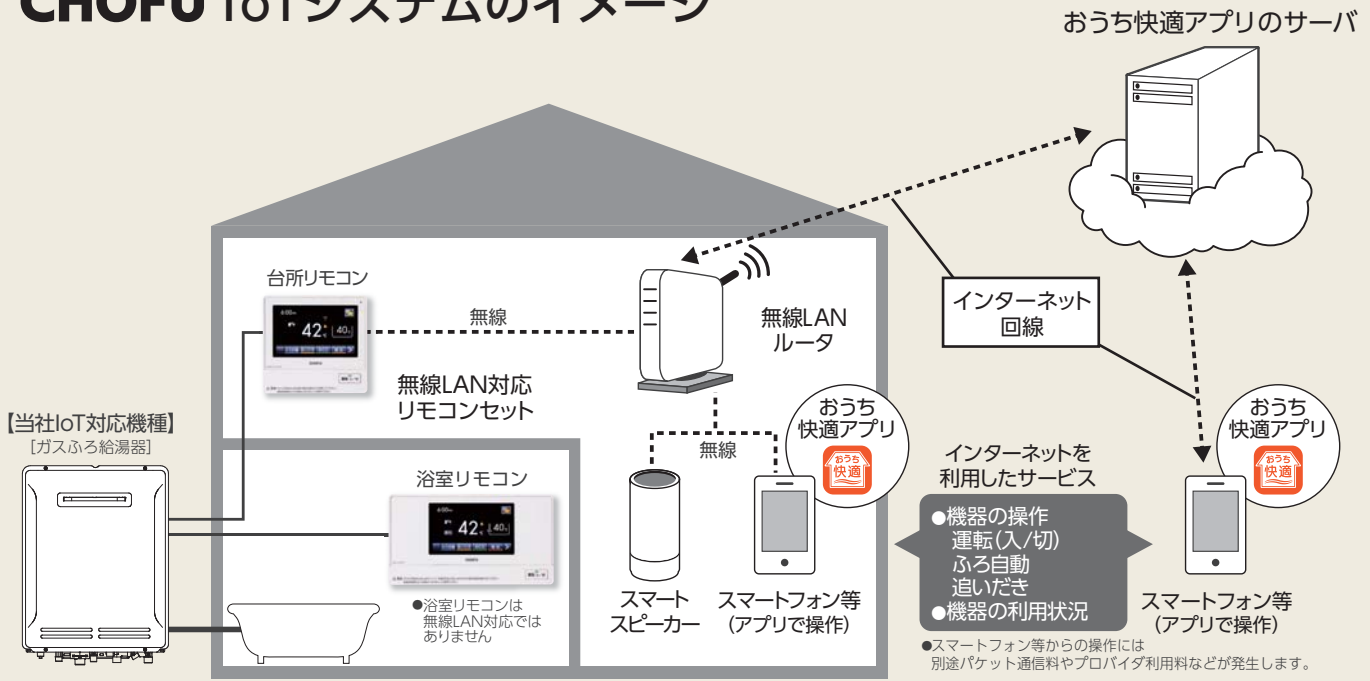 CHOFU IoTシステムのイメージ
おうち快適アプリのサーバ
台所リモコン
6:00
42
40
無線
無線LAN
ルータ
インターネット
回線
無線LAN対応
リモコンセット
【当社IoT対応機種】
[ガスふろ給湯器]
おうち
快適アプリ
おうち
快適
無線
おうち
快適アプリ
おうち
快適
浴室リモコン
6:00
42
40
●浴室リモコンは
無線LAN対応では
ありません
スマート
スピーカー
スマートフォン等
(アプリで操作)
インターネットを
利用したサービス
●機器の操作
運転(入/切)
ふろ自動
追いだき
●機器の利用状況
スマートフォン等
(アプリで操作)
●スマートフォン等からの操作には
別途パケット通信料やプロバイダ利用料などが発生します。